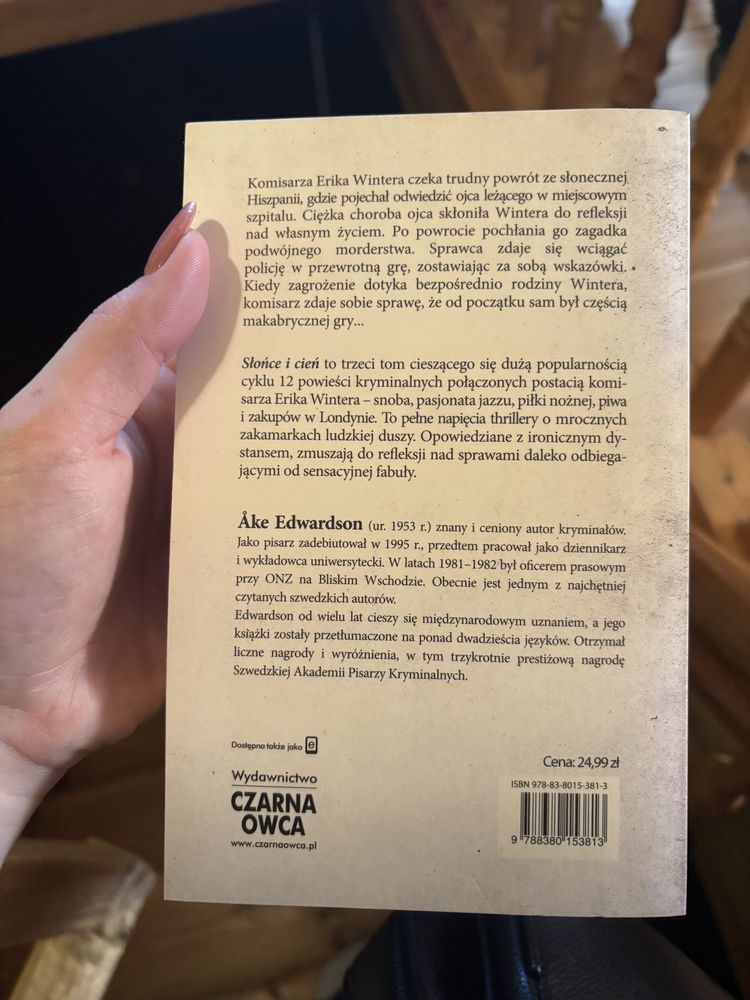 Komisarza Erika Wintera czeka trudny powrót ze słonecznej
Hiszpanii, gdzie pojechał odwiedzić ojca leżącego w miejscowym
szpitalu. Ciężka choroba ojca skłoniła Wintera do refleksji
nad własnym życiem. Po powrocie pochłania go zagadka
podwójnego morderstwa. Sprawca zdaje się wciągać
policję w przewrotną grę, zostawiając za sobą wskazówki.
Kiedy zagrożenie dotyka bezpośrednio rodziny Wintera,
komisarz zdaje sobie sprawę, że od początku sam był częścią
makabrycznej gry...
Słońce i cień to trzeci tom cieszącego się dużą popularnością
cyklu 12 powieści kryminalnych połączonych postacią komi-
sarza Erika Wintera – snoba, pasjonata jazzu, piłki nożnej, piwa
i zakupów w Londynie. To pełne napięcia thrillery o mrocznych
zakamarkach ludzkiej duszy. Opowiedziane z ironicznym dy-
stansem, zmuszają do refleksji nad sprawami daleko odbiega-
jącymi od sensacyjnej fabuły.
Åke Edwardson (ur. 1953 r.) znany i ceniony autor kryminałów.
Jako pisarz zadebiutował w 1995 r., przedtem pracował jako dziennikarz
i wykładowca uniwersytecki. W latach 1981–1982 był oficerem prasowym
przy ONZ na Bliskim Wschodzie. Obecnie jest jednym z najchętniej
czytanych szwedzkich autorów.
Edwardson od wielu lat cieszy się międzynarodowym uznaniem, a jego
książki zostały przetłumaczone na ponad dwadzieścia języków. Otrzymał
liczne nagrody i wyróżnienia, w tym trzykrotnie prestiżową nagrodę
Szwedzkiej Akademii Pisarzy Kryminalnych.
Dostępna także jako e
Wydawnictwo
CZARNA
OWCA
www.czarnaowca.pl
Cena: 24,99 zł
ISBN 978-83-8015-381-3
9 788380 153813